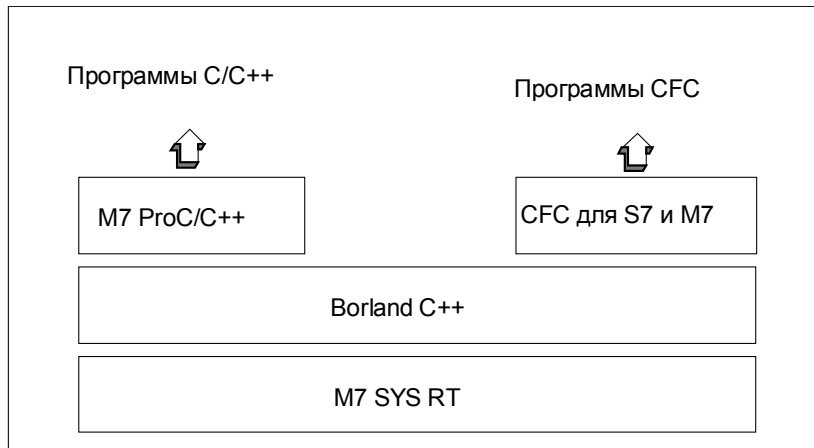 Программы C/C++
Программы CFC
M7 ProC/C++
CFC для S7 и M7
Borland C++
M7 SYS RT